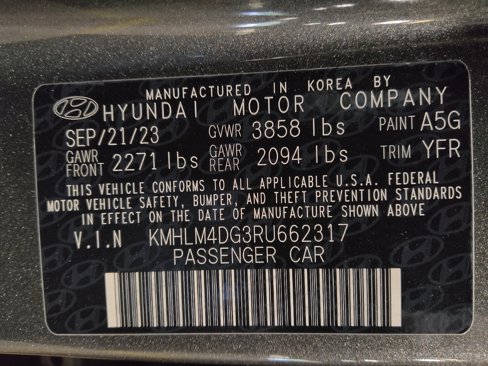 MANUFACTURED IN KOREA BY
HYUNDAI MOTOR COMPANY
SEP/21/23 GVWR 3858 lbs PAINT A5G
GAWR FRONT 2271 lbs GAWR REAR 2094 lbs TRIM YFR
THIS VEHICLE CONFORMS TO ALL APPLICABLE U.S.A. FEDERAL
MOTOR VEHICLE SAFETY, BUMPER, AND THEFT PREVENTION STANDARDS
IN EFFECT ON THE DATE OF MANUFACTURE SHOWN ABOVE.
V.I.N KMHLM4DG3RU662317
PASSENGER CAR